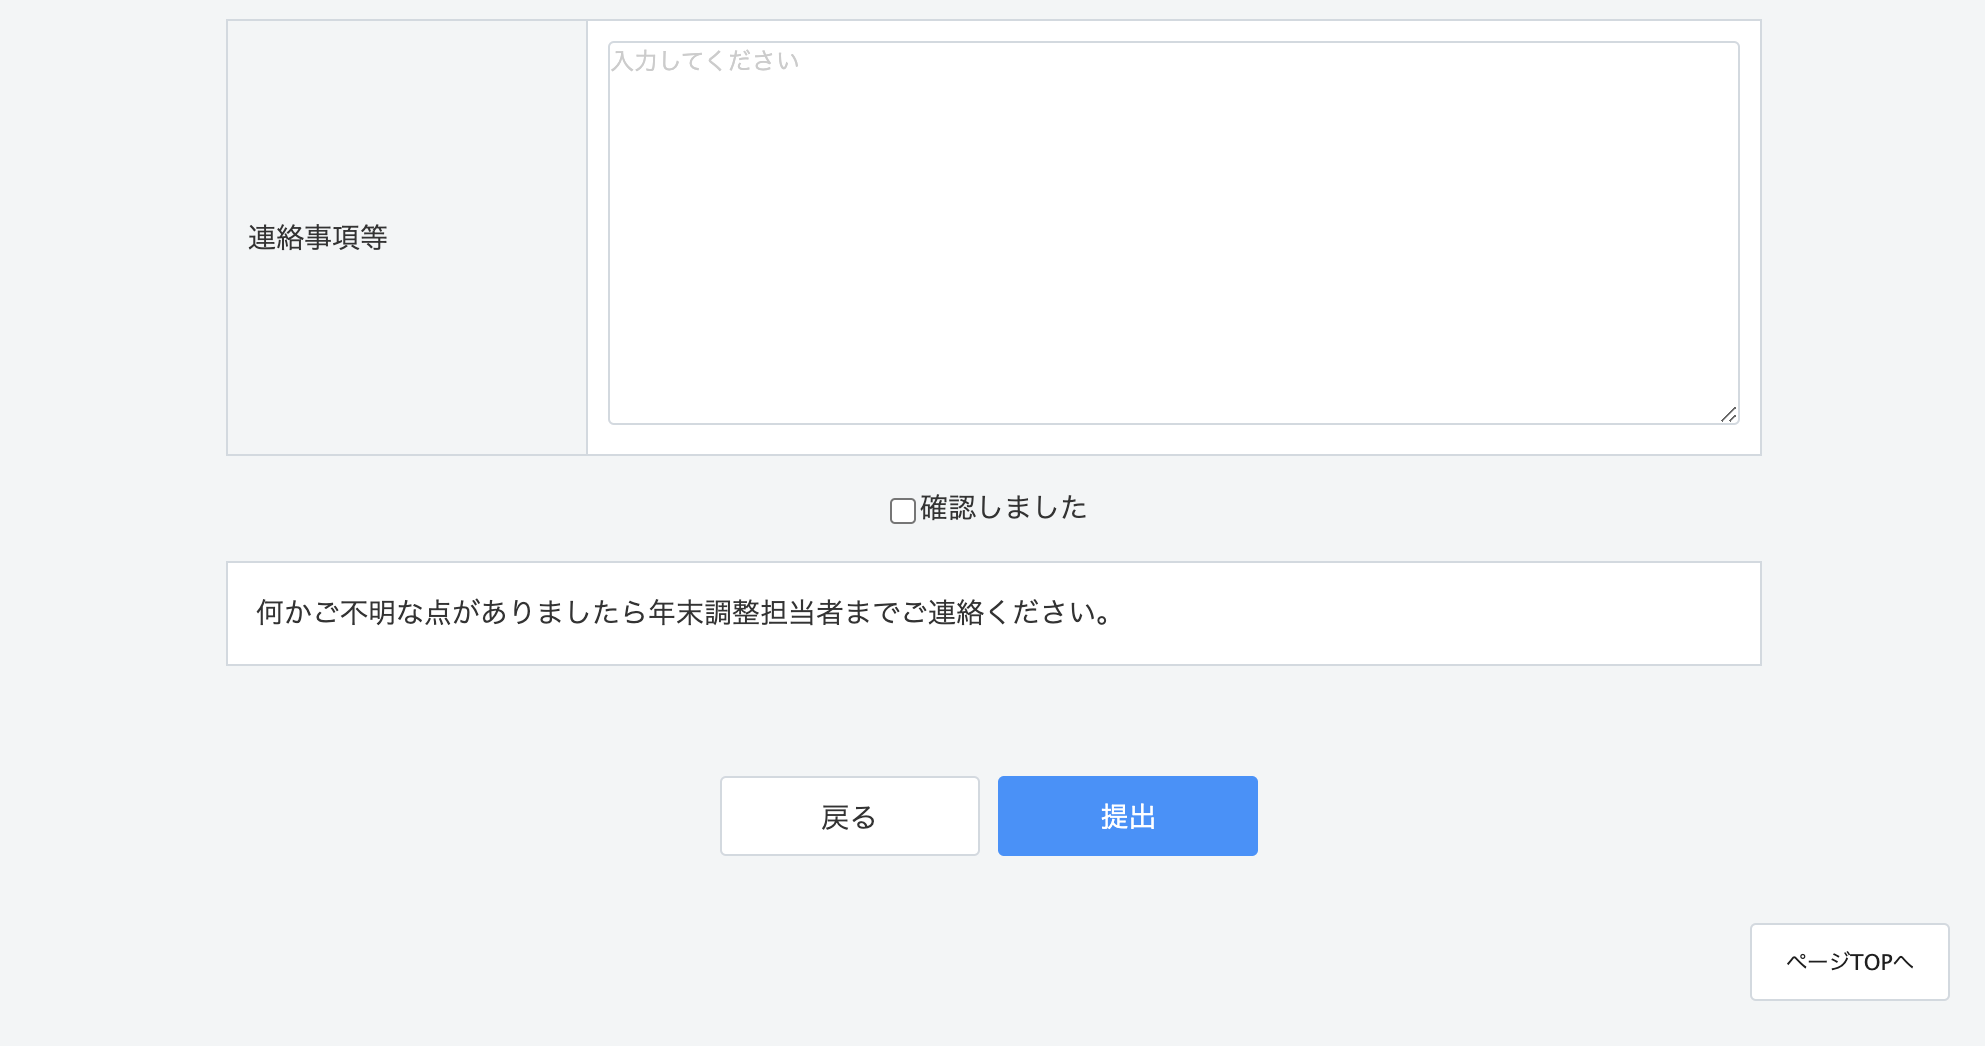 入力してください
連絡事項等
確認しました
何かご不明な点がありましたら年末調整担当者までご連絡ください。
戻る
提出
ページTOPへ